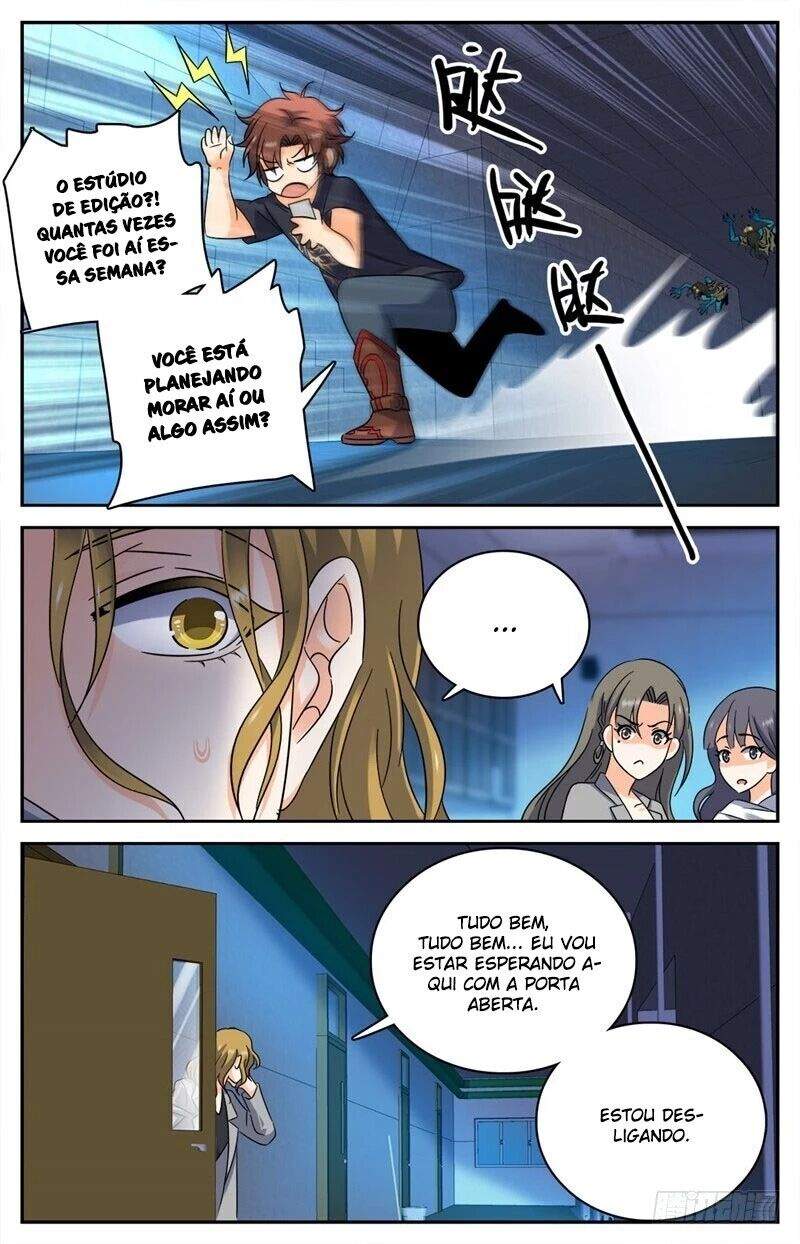 O ESTÚDIO
DE EDIÇÃO?!
QUANTAS VEZES
VOCÊ FOI AÍ ES-
SA SEMANA?
VOCÊ ESTÁ
PLANEJANDO
MORAR AÍ OU
ALGO ASSIM?
...
TUDO BEM,
TUDO BEM... EU VOU
ESTAR ESPERANDO A-
QUI COM A PORTA
ABERTA.
ESTOU DES-
LIGANDO.